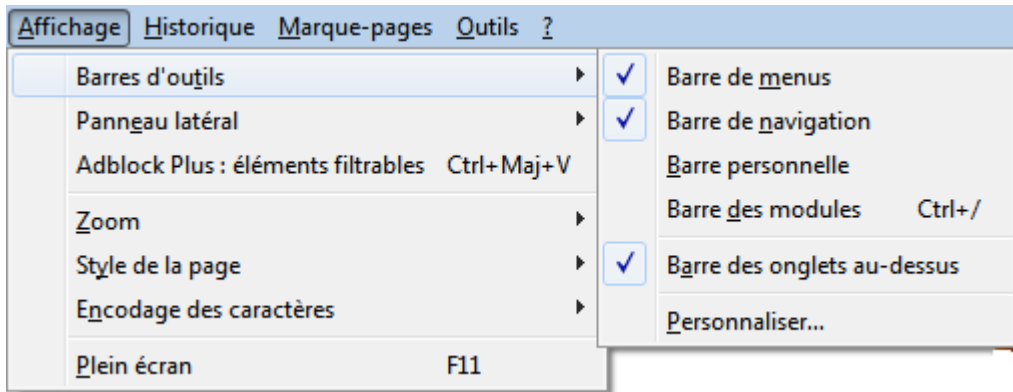 Affichage Historique Marque-pages Outils ?
Barres d'outils
Panneau latéral
Adblock Plus : éléments filtrables Ctrl+Maj+V
Zoom
Style de la page
Encodage des caractères
Plein écran F11
Barre de menus
Barre de navigation
Barre personnelle
Barre des modules Ctrl+/
Barre des onglets au-dessus
Personnaliser...